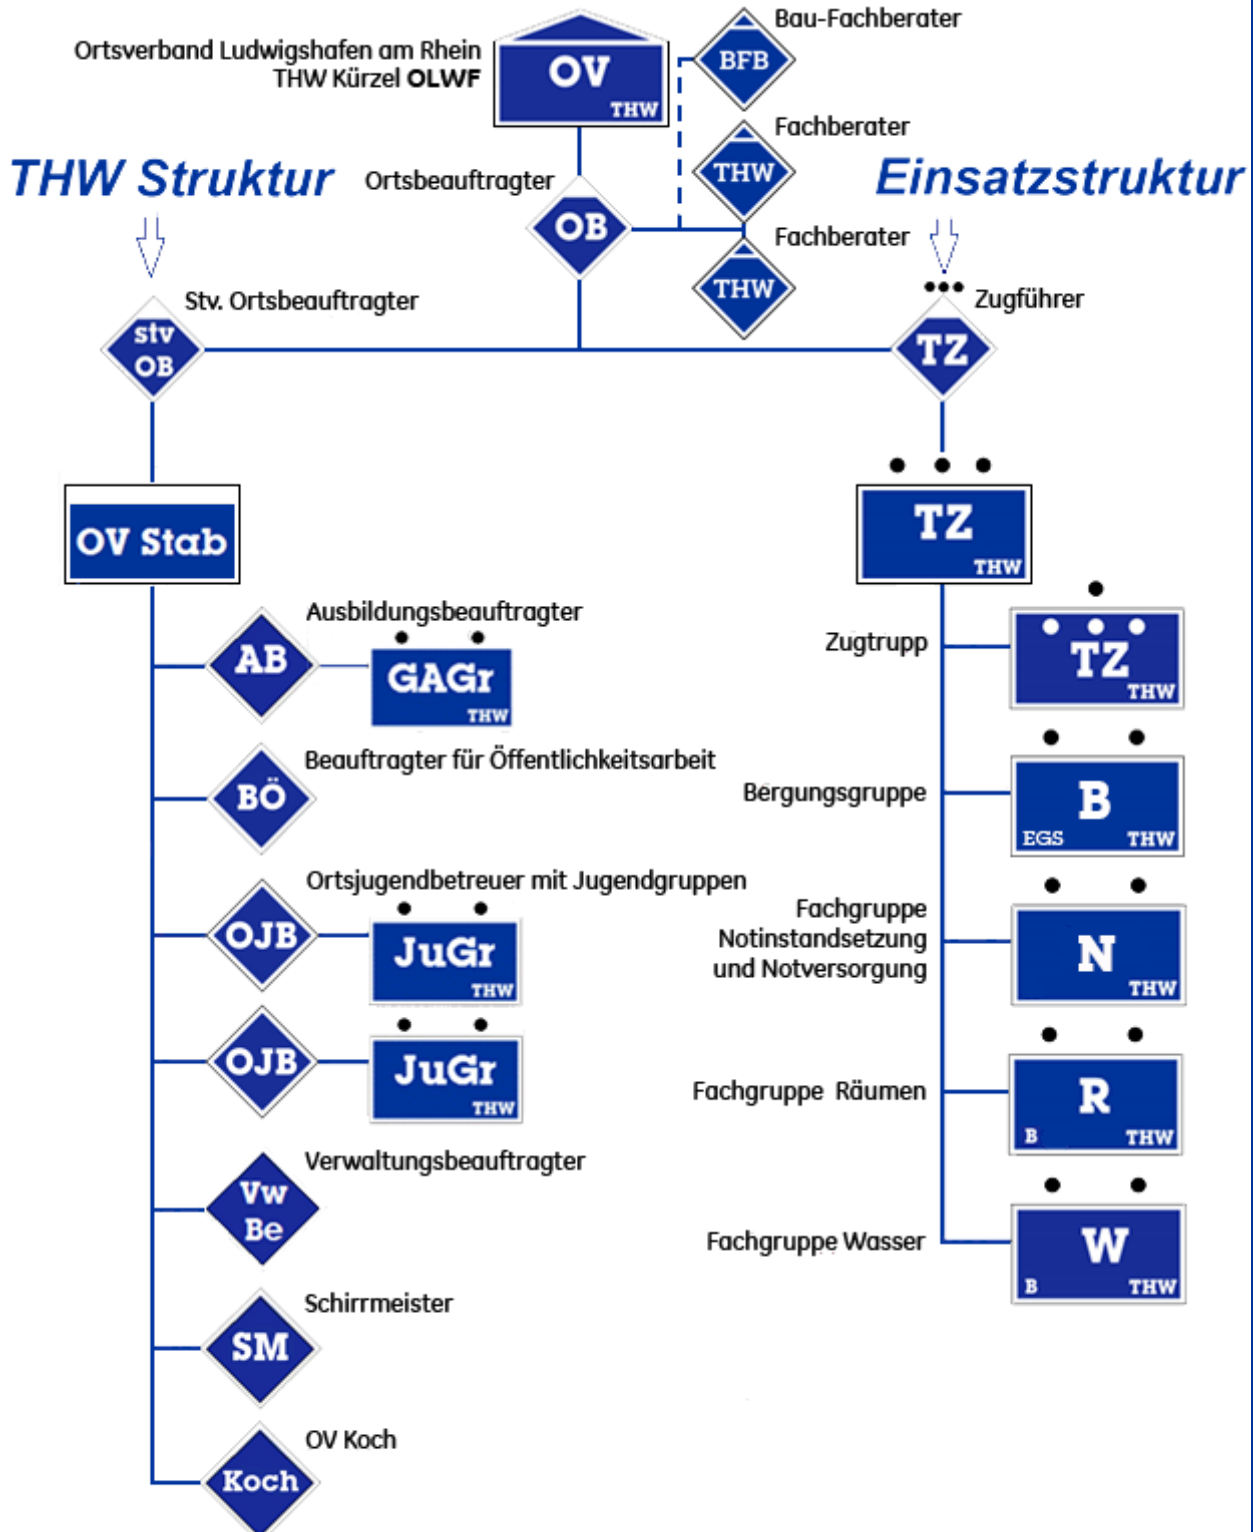 Ortsverband Ludwigshafen am Rhein
THW Kürzel OLWF
OV
THW
Bau-Fachberater
BFB
Fachberater
THW
THW Struktur
Ortsbeauftragter
OB
Fachberater
THW
Einsatzstruktur
Stv. Ortsbeauftragter
stv
OB
Zugführer
TZ
OV Stab
TZ
THW
Ausbildungsbeauftragter
AB
GAGr
THW
Beauftragter für Öffentlichkeitsarbeit
BÖ
Ortsjugendbetreuer mit Jugendgruppen
OJB
JuGr
THW
OJB
JuGr
THW
Verwaltungsbeauftragter
Vw
Be
Schirrmeister
SM
OV Koch
Koch
Zugtrupp
TZ
THW
Bergungsgruppe
B
EGS THW
Fachgruppe
Notinstandsetzung
und Notversorgung
N
THW
Fachgruppe Räumen
R
B THW
Fachgruppe Wasser
W
B THW